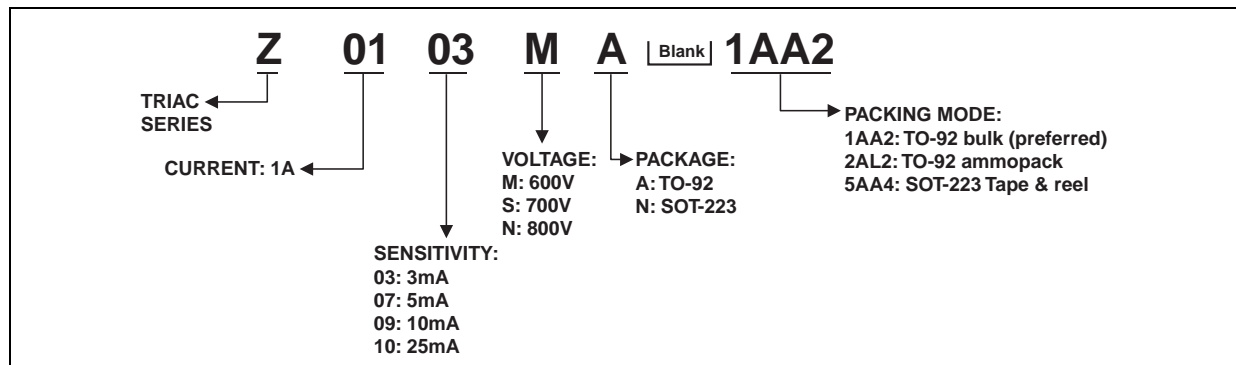 Z 01 03 M A Blank 1AA2
TRIAC
SERIES
CURRENT: 1A
SENSITIVITY:
03: 3mA
07: 5mA
09: 10mA
10: 25mA
VOLTAGE:
M: 600V
S: 700V
N: 800V
PACKAGE:
A: TO-92
N: SOT-223
PACKING MODE:
1AA2: TO-92 bulk (preferred)
2AL2: TO-92 ammopack
5AA4: SOT-223 Tape & reel